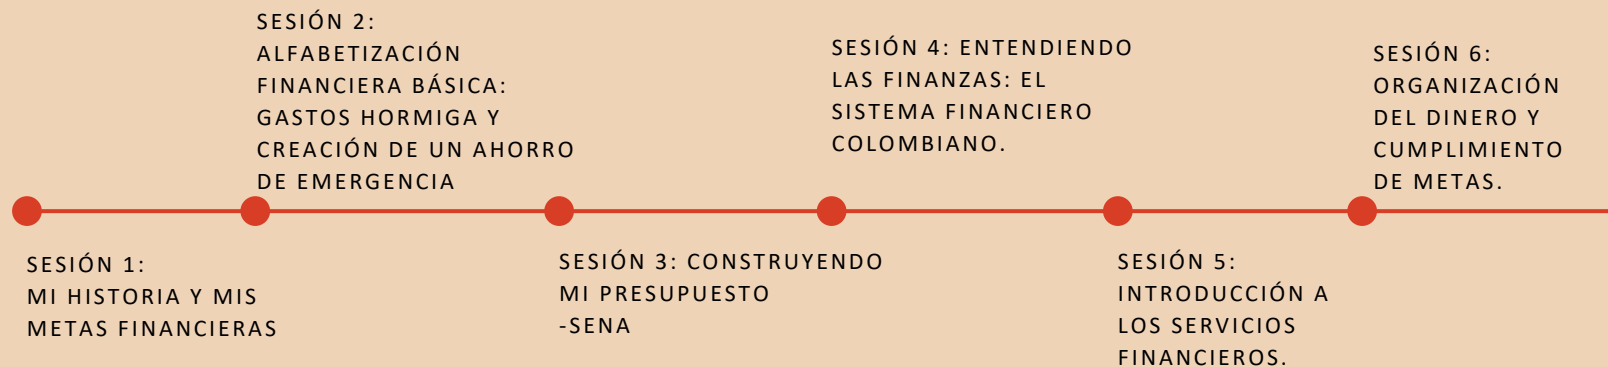 SESIÓN 1:
MI HISTORIA Y MIS
METAS FINANCIERAS
SESIÓN 2:
ALFABETIZACIÓN
FINANCIERA BÁSICA:
GASTOS HORMIGA Y
CREACIÓN DE UN AHORRO
DE EMERGENCIA
SESIÓN 3: CONSTRUYENDO
MI PRESUPUESTO
-SENA
SESIÓN 4: ENTENDIENDO
LAS FINANZAS: EL
SISTEMA FINANCIERO
COLOMBIANO.
SESIÓN 5:
INTRODUCCIÓN A
LOS SERVICIOS
FINANCIEROS.
SESIÓN 6:
ORGANIZACIÓN
DEL DINERO Y
CUMPLIMIENTO
DE METAS.